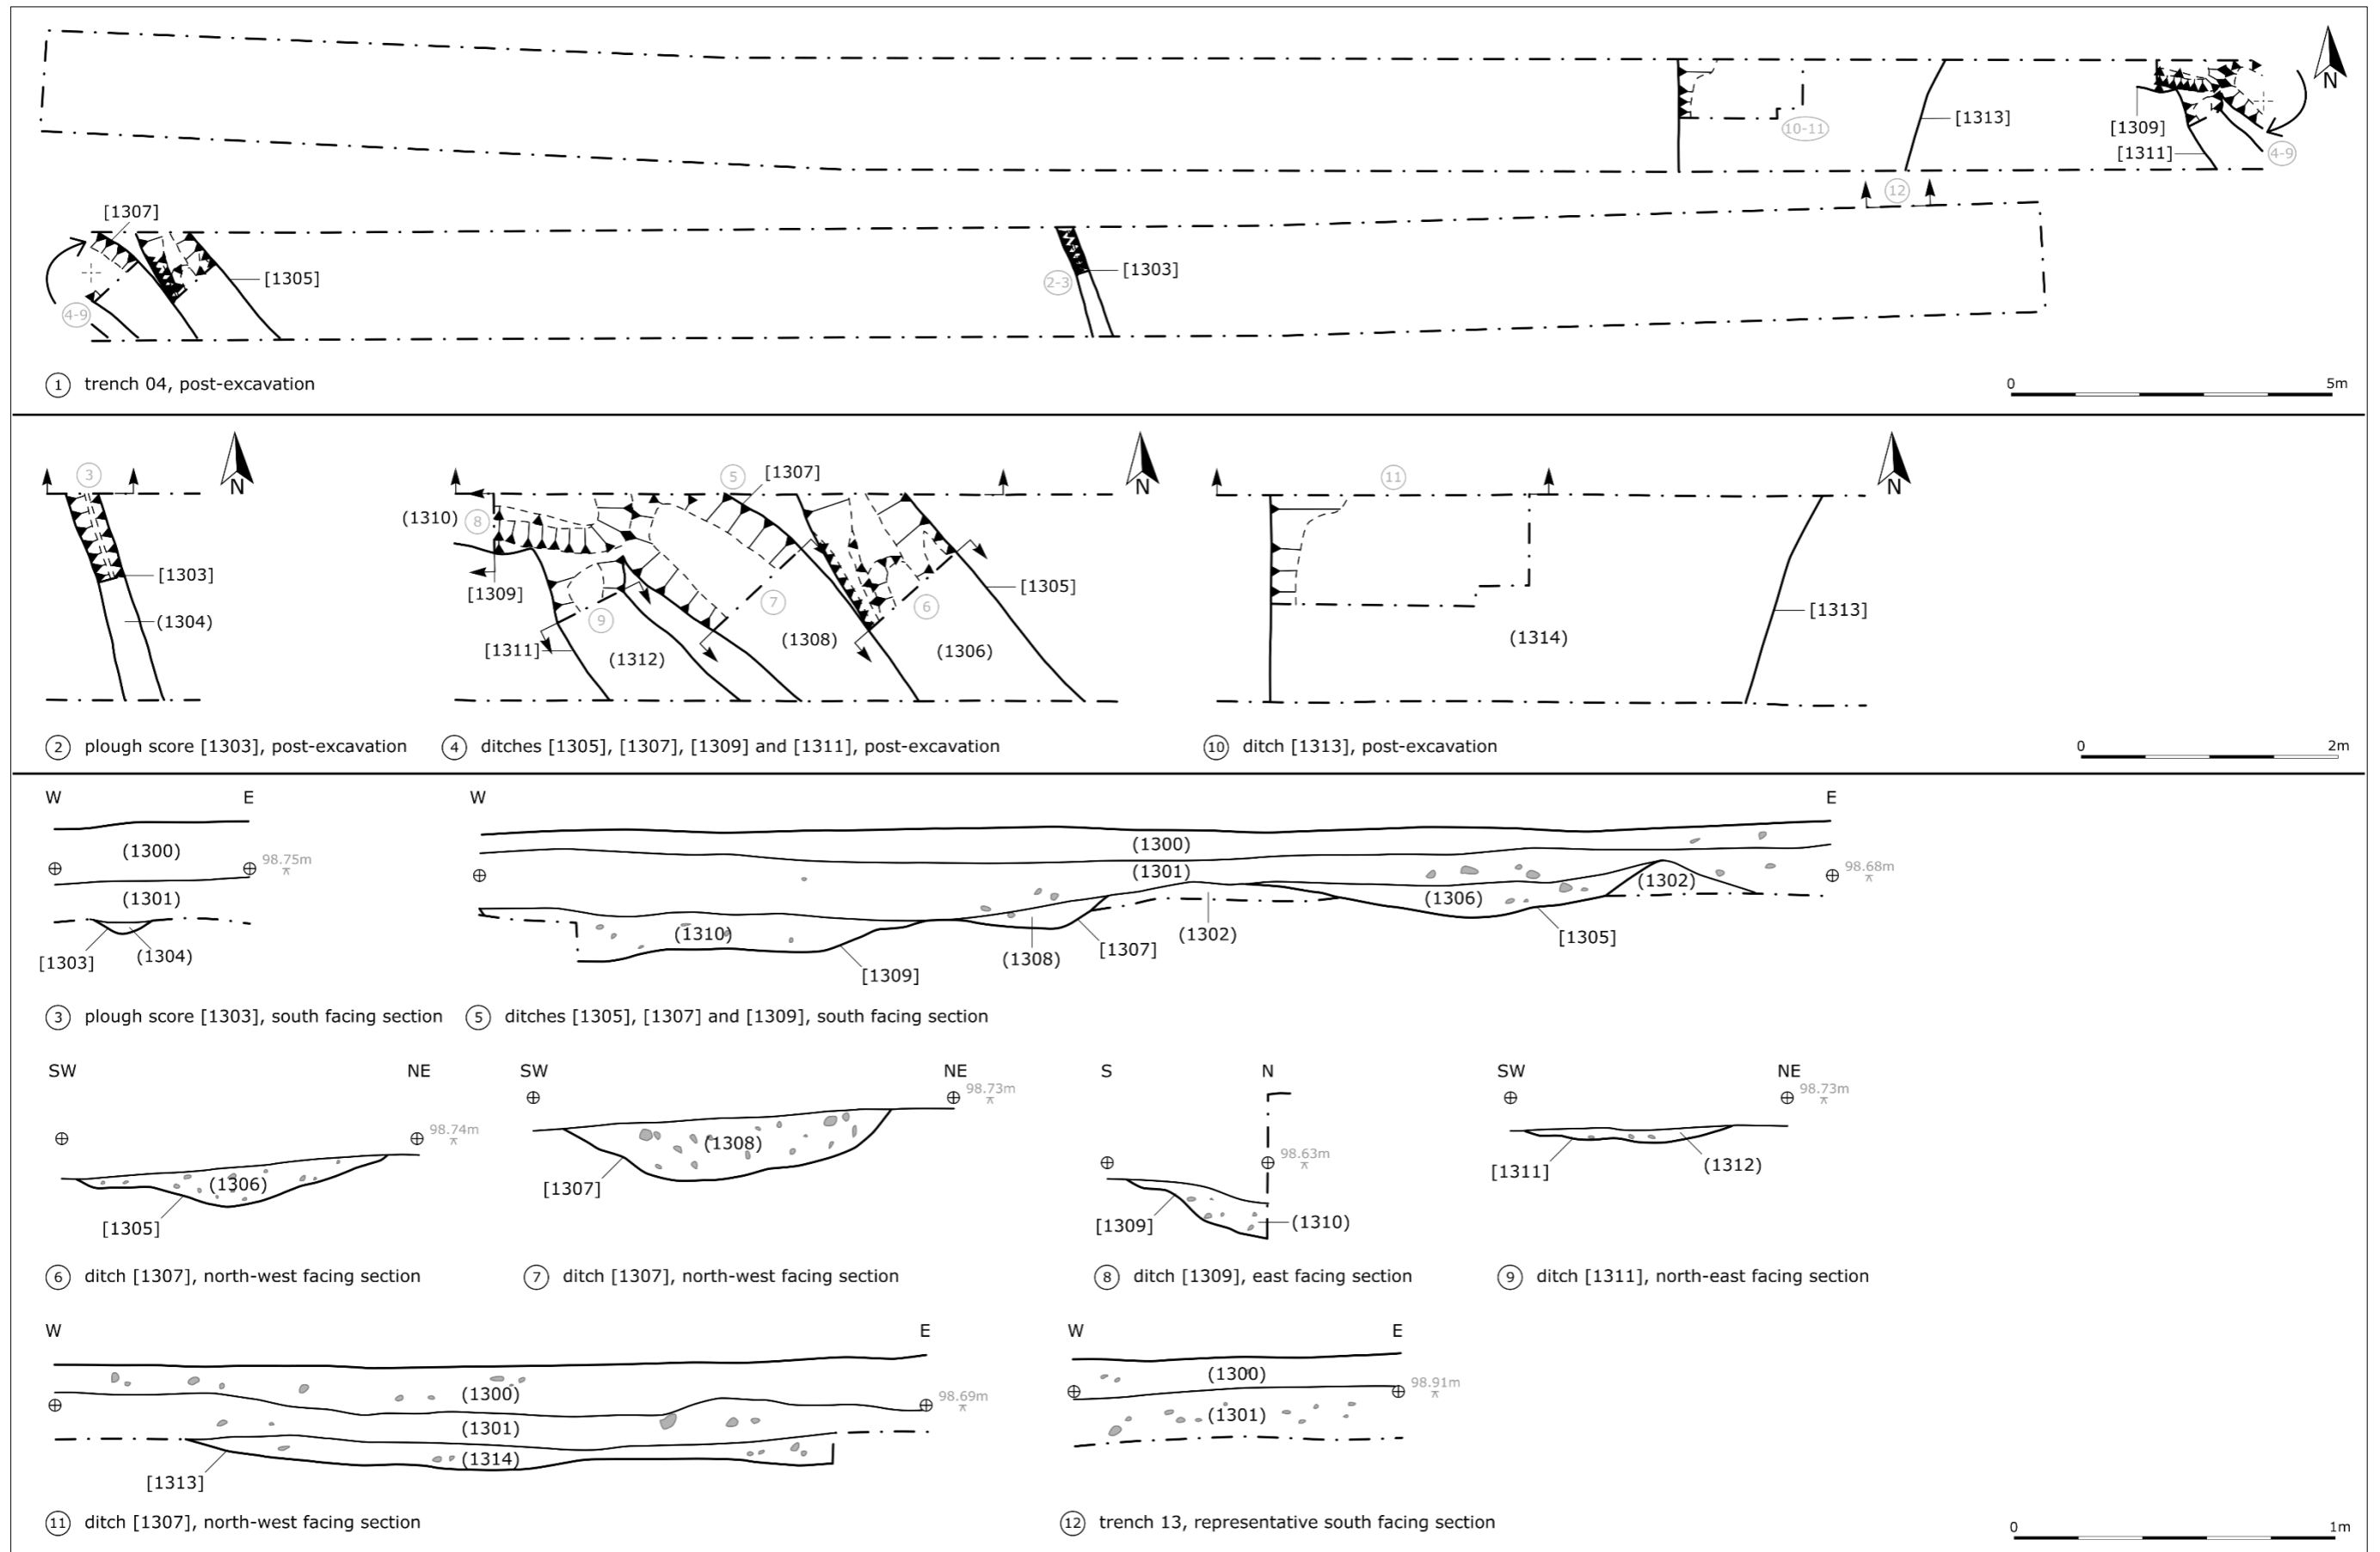 N
[1313]
10-11
[1309]
[1311]
4-9
12
[1307]
[1305]
4-9
[1303]
2-3
1 trench 04, post-excavation
0 5m
3
N
[1303]
(1304)
5
[1307]
N
(1310)
8
[1309]
9
[1311]
(1312)
7
(1308)
6
(1306)
[1305]
11
N
[1313]
(1314)
2 plough score [1303], post-excavation
4 ditches [1305], [1307], [1309] and [1311], post-excavation
10 ditch [1313], post-excavation
0 2m
W E
(1300)
98.75m
(1301)
[1303]
(1304)
W E
(1300)
(1301)
98.68m
(1302)
(1306)
(1310)
(1302)
[1305]
[1307]
(1308)
[1309]
3 plough score [1303], south facing section
5 ditches [1305], [1307] and [1309], south facing section
SW NE
98.74m
(1306)
[1305]
SW NE
98.73m
(1308)
[1307]
S N
98.63m
[1309]
(1310)
SW NE
98.73m
[1311]
(1312)
6 ditch [1307], north-west facing section
7 ditch [1307], north-west facing section
8 ditch [1309], east facing section
9 ditch [1311], north-east facing section
W E
(1300)
98.69m
(1301)
(1314)
[1313]
W E
(1300)
98.91m
(1301)
11 ditch [1307], north-west facing section
12 trench 13, representative south facing section
0 1m